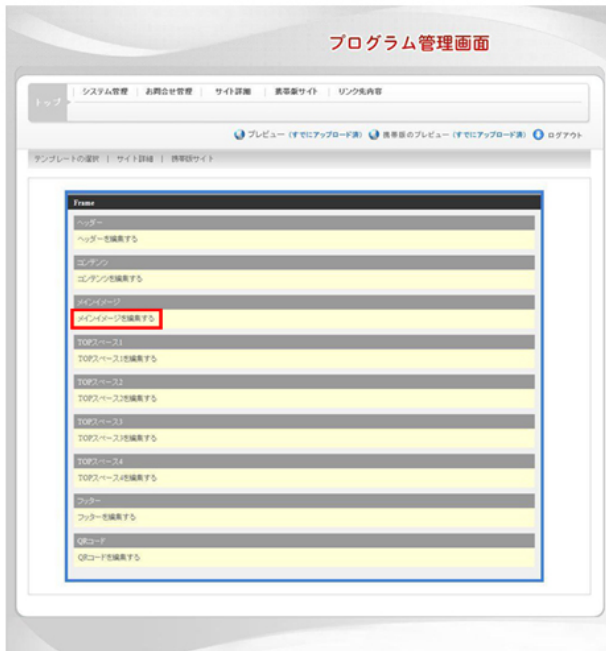 プログラム管理画面
トップ
システム管理 | お問合せ管理 | サイト詳細 | 携帯版サイト | リンク先内容
プレビュー (すでにアップロード済) 携帯版のプレビュー (すでにアップロード済) ログアウト
テンプレートの選択 | サイト詳細 | 携帯版サイト
Frame
ヘッダー
ヘッダーを編集する
コンテンツ
コンテンツを編集する
メインイメージ
メインイメージを編集する
TOPスペース1
TOPスペース1を編集する
TOPスペース2
TOPスペース2を編集する
TOPスペース3
TOPスペース3を編集する
TOPスペース4
TOPスペース4を編集する
フッター
フッターを編集する
QRコード
QRコードを編集する